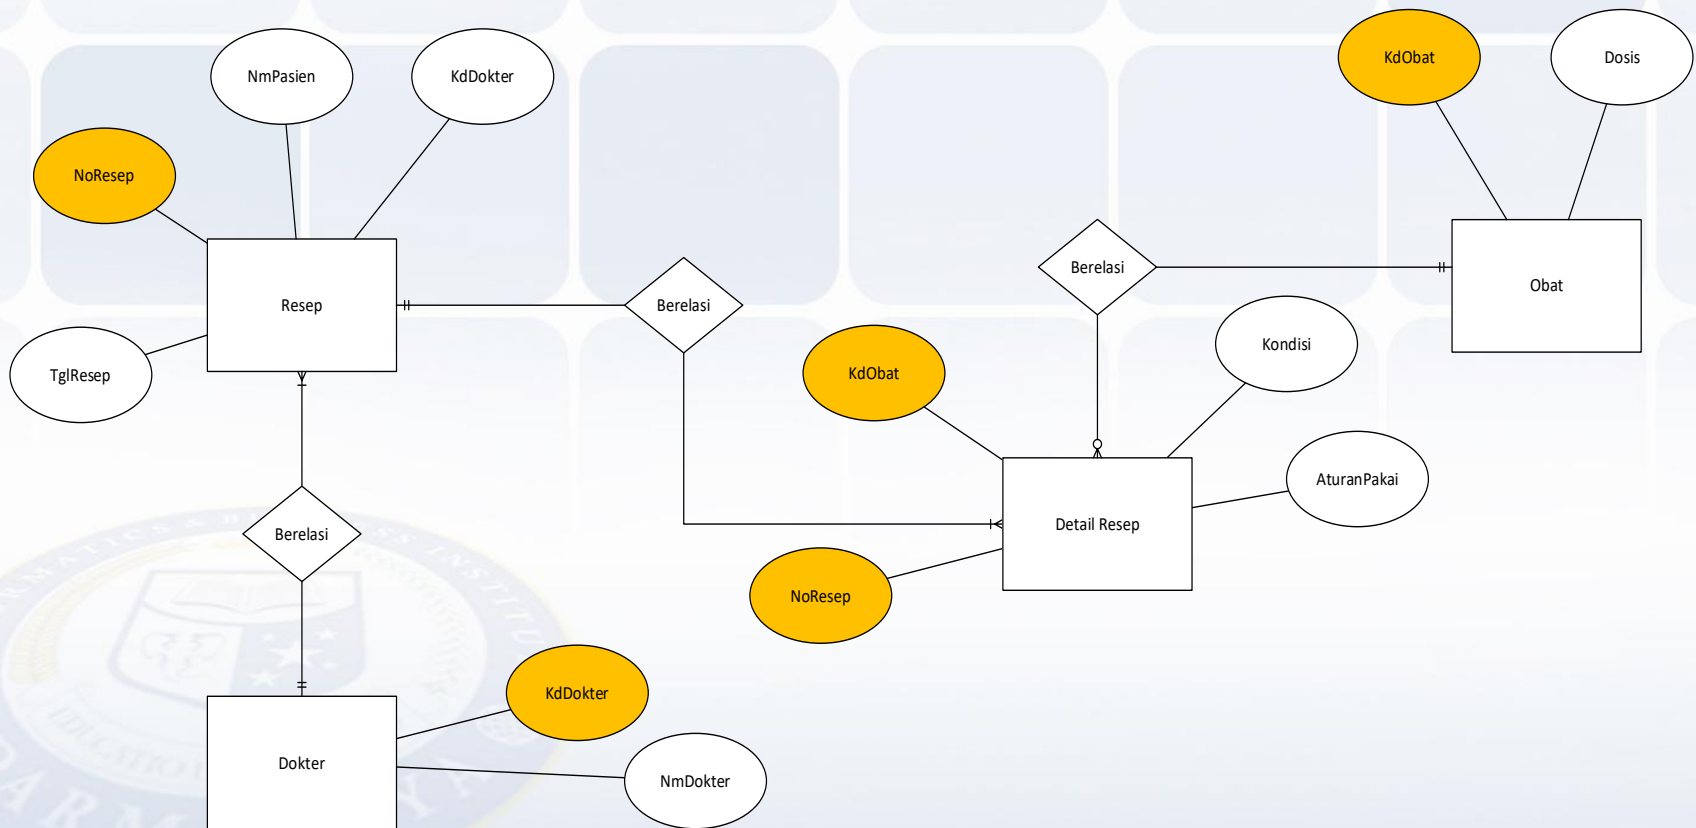 NmPasien
KdDokter
KdObat
Dosis
NoResep
Resep
Berelasi
Berelasi
Obat
TglResep
KdObat
Kondisi
AturanPakai
Berelasi
Detail Resep
NoResep
KdDokter
Dokter
NmDokter